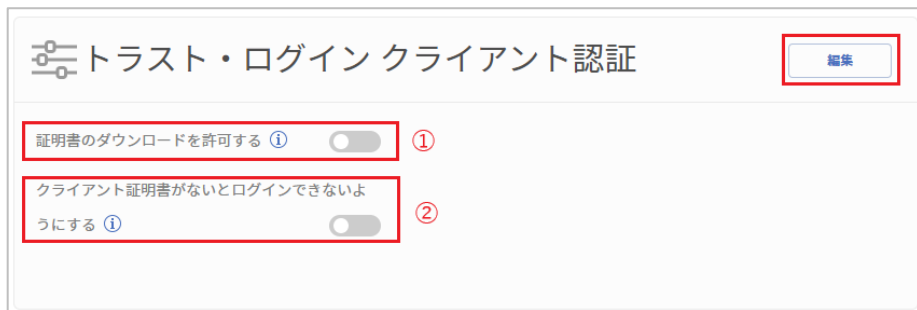 トラスト・ログイン クライアント認証
編集
証明書のダウンロードを許可する i
①
クライアント証明書がないとログインできないよ
うにする i
②